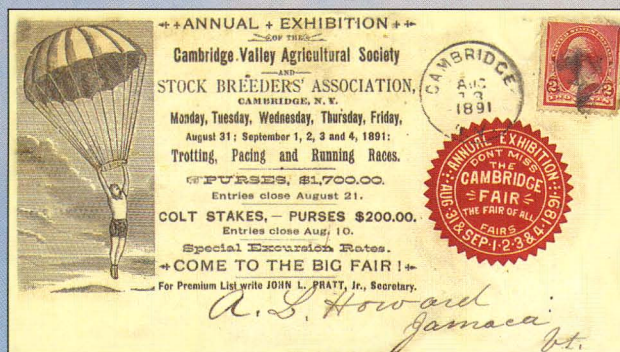 ANNUAL + EXHIBITION
OF THE
Cambridge Valley Agricultural Society
AND
STOCK BREEDERS' ASSOCIATION,
CAMBRIDGE, N. Y.
Monday, Tuesday, Wednesday, Thursday, Friday,
August 31; September 1, 2, 3 and 4, 1891:
Trotting, Pacing and Running Races.
PURSES, $1,700.00.
Entries close August 21.
COLT STAKES, — PURSES $200.00.
Entries close Aug. 10.
Special Excursion Rates.
COME TO THE BIG FAIR!
For Premium List write JOHN L. PRATT, Jr., Secretary.
CAMBRIDGE
AUG
13
1891
2 2
ANNUAL EXHIBITION
DONT MISS
THE
CAMBRIDGE
FAIR
THE FAIR OF ALL
FAIRS
AUG. 31 & SEP. 1-2-3 & 4-1891
A. L. Howard
Jamaca
Vt.